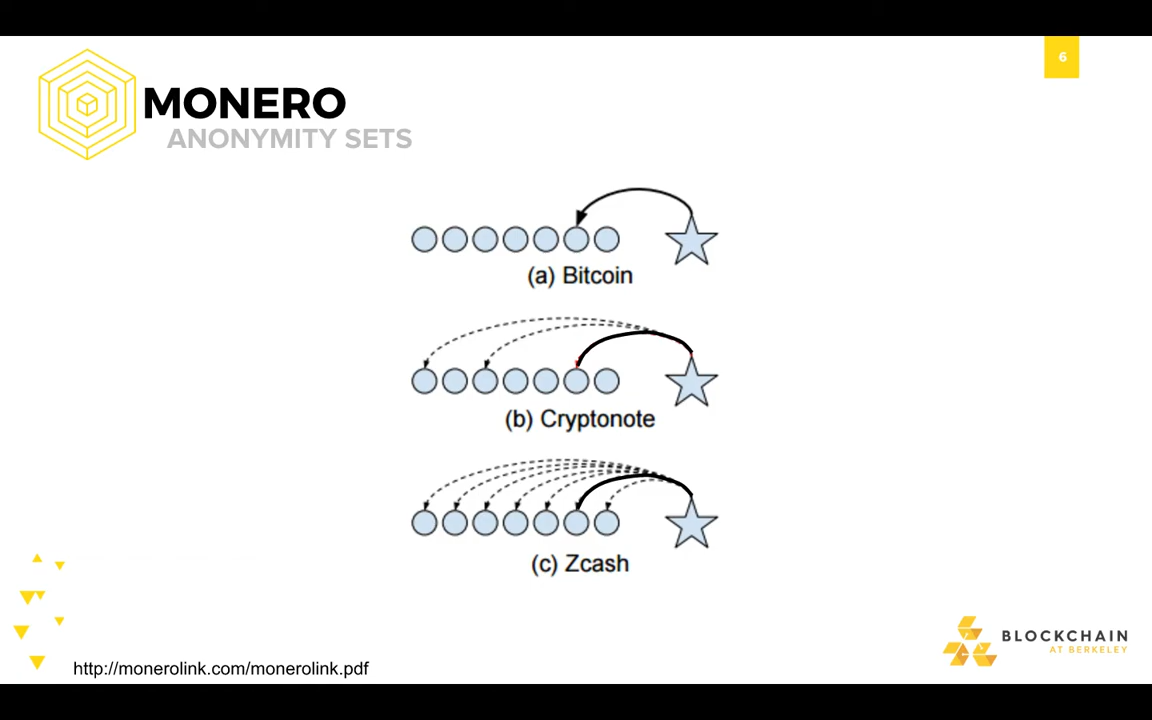 6
MONERO
ANONYMITY SETS
(a) Bitcoin
(b) Cryptonote
(c) Zcash
http://monerolink.com/monerolink.pdf
BLOCKCHAIN
AT BERKELEY